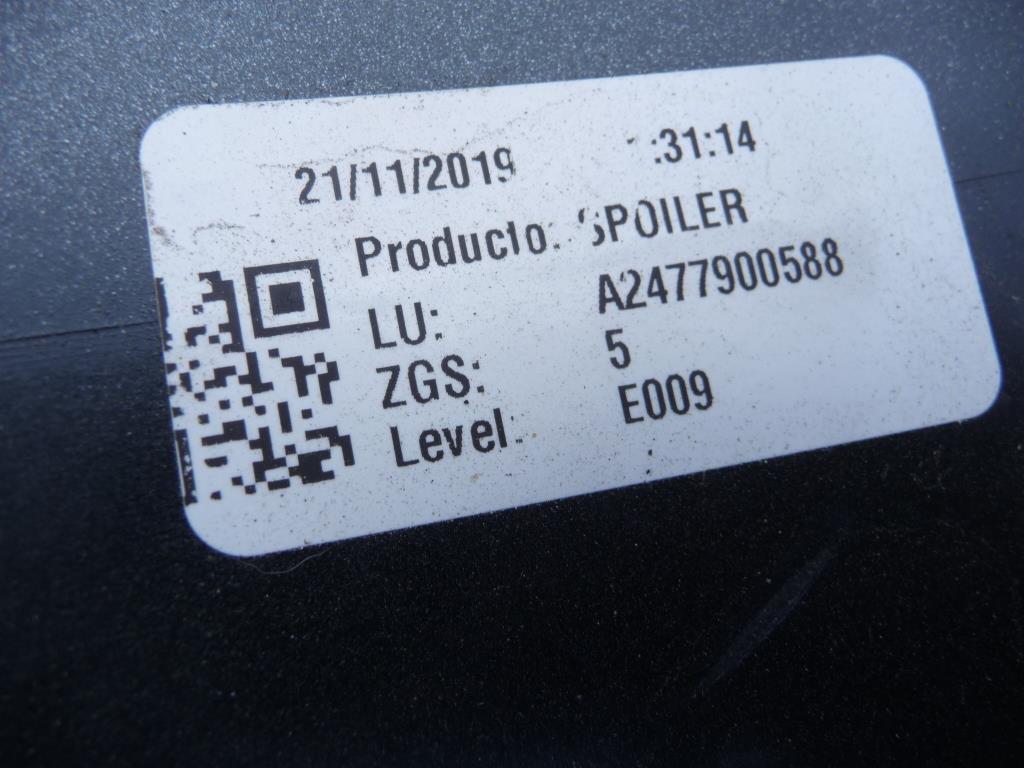 21/11/2019 :31:14
Producto: SPOILER
LU: A2477900588
ZGS: 5
Level: E009